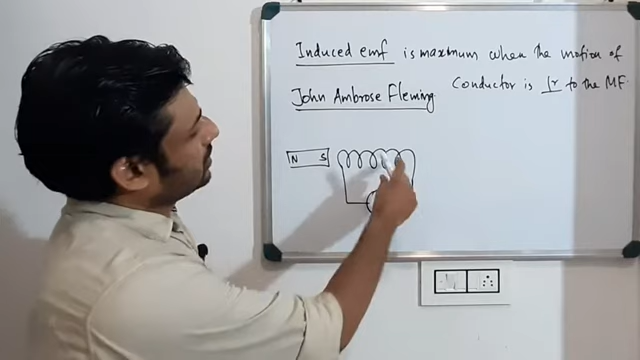 Induced emf is maximum when the motion of
Conductor is ⊥r to the MF.
John Ambrose Fleming
N S